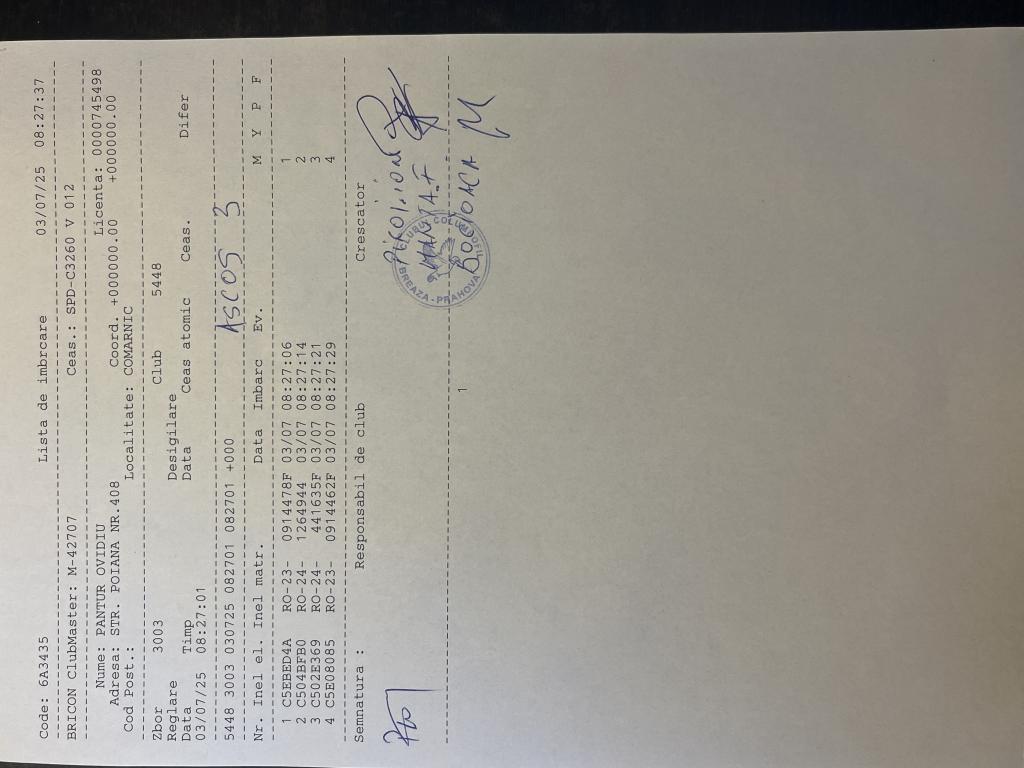 Code: 6A3435 Lista de imbrcare 03/07/25 08:27:37
BRICON ClubMaster: M-42707 Ceas.: SPD-C3260 V 012
Nume: PANTUR OVIDIU Licenta: 0000745498
Adresa: STR. POIANA NR.408 Coord. +000000.00 +000000.00
Cod Post.: Localitate: COMARNIC
Zbor 3003 Club 5448
Reglare Desigilare
Data Timp Data Ceas atomic Ceas. Difer
03/07/25 08:27:01
5448 3003 030725 082701 082701 +000 ASCOS 3
Nr. Inel el. Inel matr. Data Imbarc Ev. M Y P F
1 C5EBED4A RO-23- 0914478F 03/07 08:27:06 1
2 C504BFB0 RO-24- 1264944 03/07 08:27:14 2
3 C502E369 RO-24- 441635F 03/07 08:27:21 3
4 C5E08085 RO-23- 0914462F 03/07 08:27:29 4
Semnatura : Responsabil de club Crescator
BREAZA - PRAHOVA
1